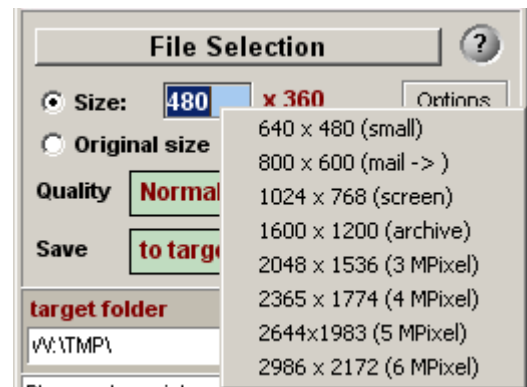 File Selection ?
Size: 480 x 360 Options
640 x 480 (small)
Original size
800 x 600 (mail -> )
1024 x 768 (screen)
Quality Normal
1600 x 1200 (archive)
Save to targ
2048 x 1536 (3 MPixel)
2365 x 1774 (4 MPixel)
target folder
2644x1983 (5 MPixel)
W:\TMP\
2986 x 2172 (6 MPixel)